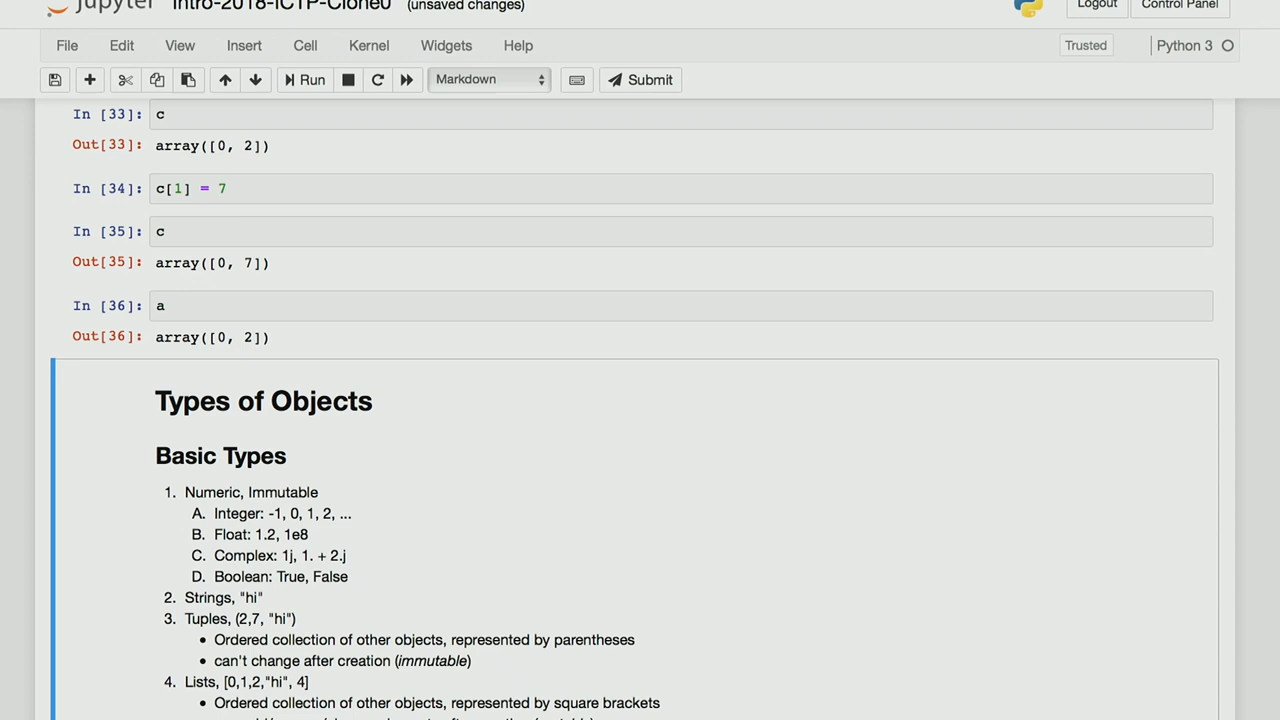 jupyter Intro-2018-ICTP-Clone0 (unsaved changes) Logout Control Panel
File Edit View Insert Cell Kernel Widgets Help Trusted Python 3
Run Markdown Submit
In [33]: c
Out[33]: array([0, 2])
In [34]: c[1] = 7
In [35]: c
Out[35]: array([0, 7])
In [36]: a
Out[36]: array([0, 2])
Types of Objects
Basic Types
1. Numeric, Immutable
A. Integer: -1, 0, 1, 2, ...
B. Float: 1.2, 1e8
C. Complex: 1j, 1. + 2.j
D. Boolean: True, False
2. Strings, "hi"
3. Tuples, (2,7, "hi")
• Ordered collection of other objects, represented by parentheses
• can't change after creation (immutable)
4. Lists, [0,1,2,"hi", 4]
• Ordered collection of other objects, represented by square brackets